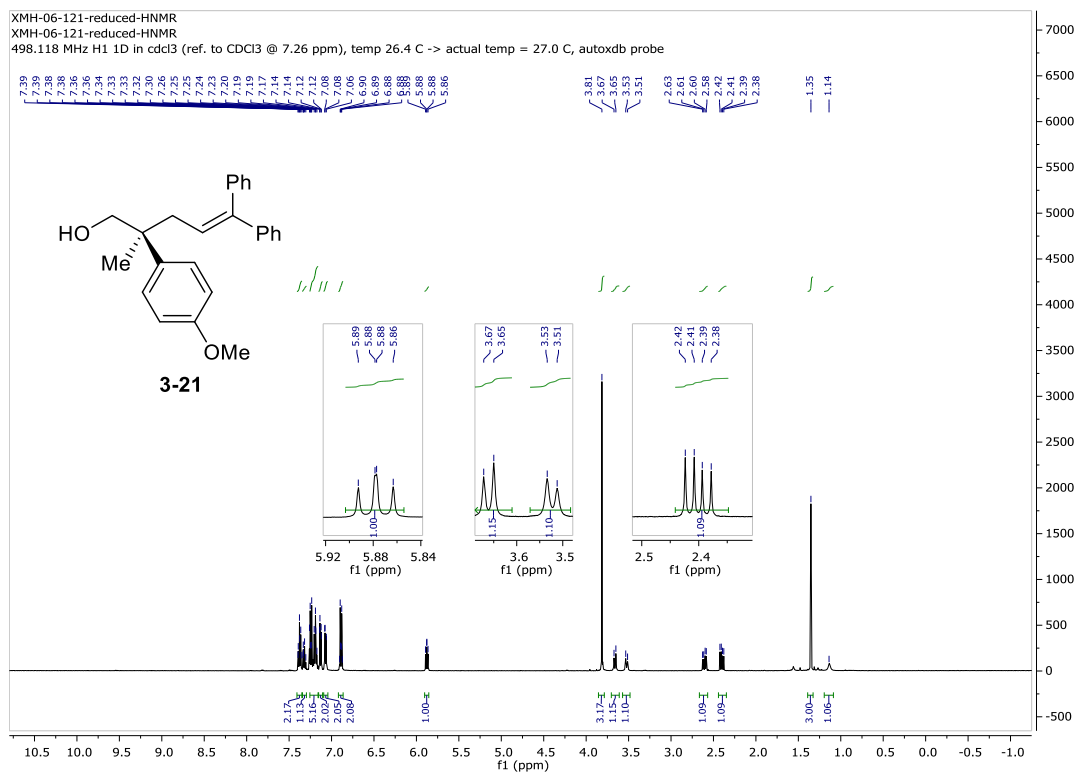 XMH-06-121-reduced-HNMR
XMH-06-121-reduced-HNMR
498.118 MHz H1 1D in cdcl3 (ref. to CDCl3 @ 7.26 ppm), temp 26.4 C -> actual temp = 27.0 C, autoxdb probe
7.39 7.39 7.38 7.38 7.36 7.36 7.34 7.33 7.33 7.32 7.30 7.26 7.25 7.25 7.24 7.23 7.20 7.19 7.19 7.17 7.14 7.14 7.12 7.12 7.08 7.08 7.06 6.90 6.89 6.88 6.88 5.89 5.88 5.88 5.86 3.81 3.67 3.65 3.53 3.51 2.63 2.61 2.60 2.58 2.42 2.41 2.39 2.38 1.35 1.14
Ph
HO
Ph
Me
OMe
3-21
5.89 5.88 5.88 5.86
3.67 3.65 3.53 3.51
2.42 2.41 2.39 2.38
1.00
1.15 1.10
1.09
5.92 5.88 5.84
f1 (ppm)
3.6 3.5
f1 (ppm)
2.5 2.4
f1 (ppm)
7000
6500
6000
5500
5000
4500
4000
3500
3000
2500
2000
1500
1000
500
0
-500
2.17 1.13 5.16 2.02 2.05 2.08 1.00 3.17 1.15 1.10 1.09 1.09 3.00 1.06
10.5 10.0 9.5 9.0 8.5 8.0 7.5 7.0 6.5 6.0 5.5 5.0 4.5 4.0 3.5 3.0 2.5 2.0 1.5 1.0 0.5 0.0 -0.5 -1.0
f1 (ppm)